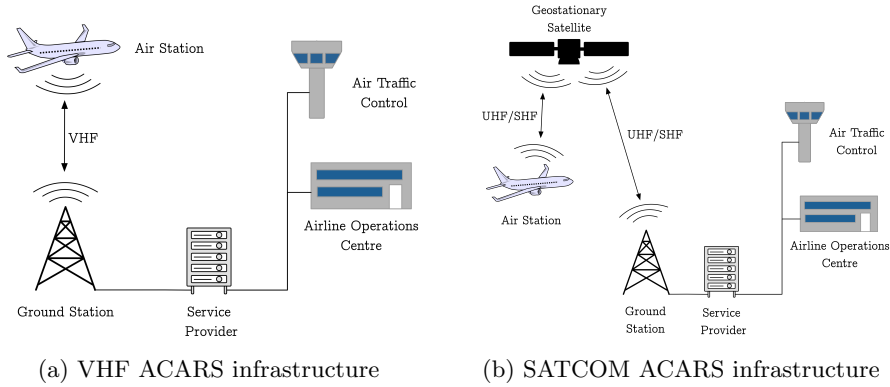 Air Station
Air Traffic
Control
VHF
Airline Operations
Centre
Ground Station
Service
Provider
(a) VHF ACARS infrastructure
Geostationary
Satellite
UHF/SHF
UHF/SHF
Air Traffic
Control
Air Station
Airline Operations
Centre
Ground
Station
Service
Provider
(b) SATCOM ACARS infrastructure